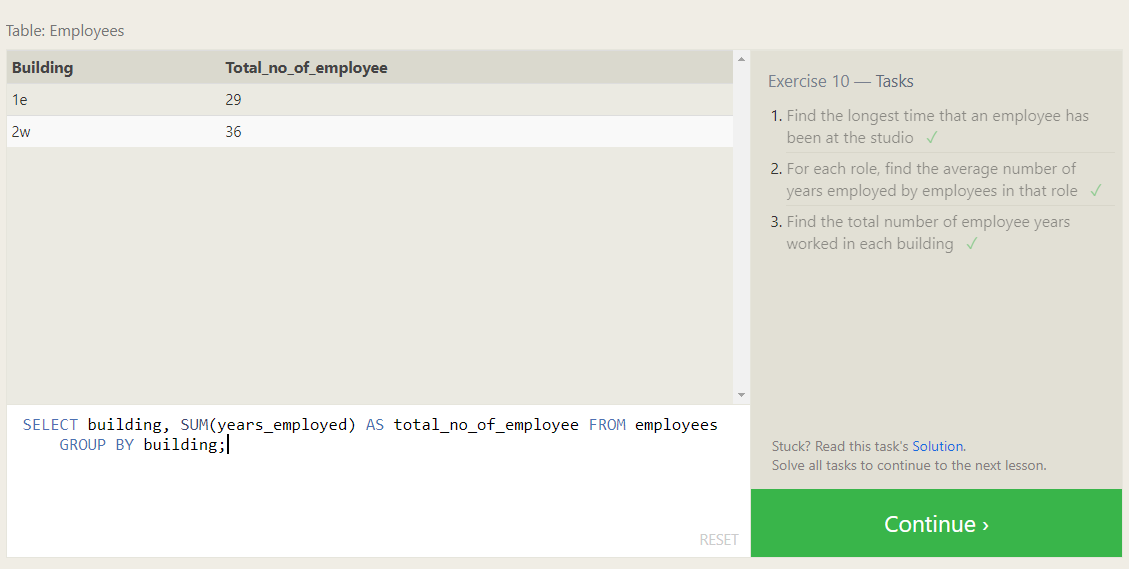 Table: Employees
Building Total_no_of_employee
1e 29
2w 36
SELECT building, SUM(years_employed) AS total_no_of_employee FROM employees
GROUP BY building;
RESET
Exercise 10 — Tasks
1. Find the longest time that an employee has
been at the studio ✓
2. For each role, find the average number of
years employed by employees in that role ✓
3. Find the total number of employee years
worked in each building ✓
Stuck? Read this task's Solution.
Solve all tasks to continue to the next lesson.
Continue ›